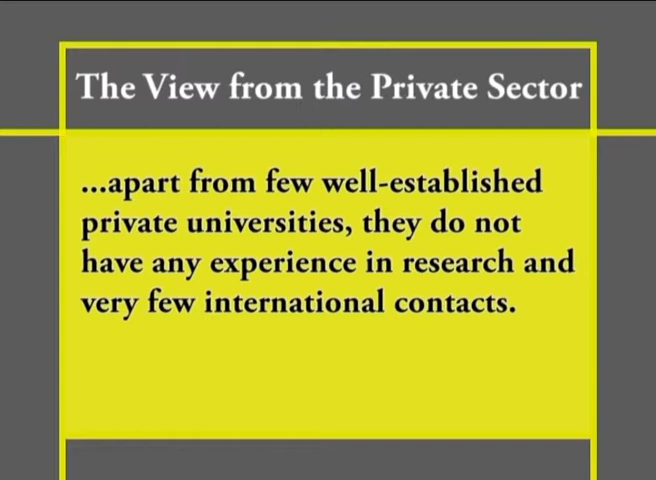 The View from the Private Sector
...apart from few well-established
private universities, they do not
have any experience in research and
very few international contacts.